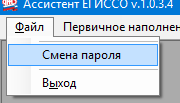 Ассистент ЕГИССО v.1.0.3.4
Файл Первичное наполнен
Смена пароля
Выход